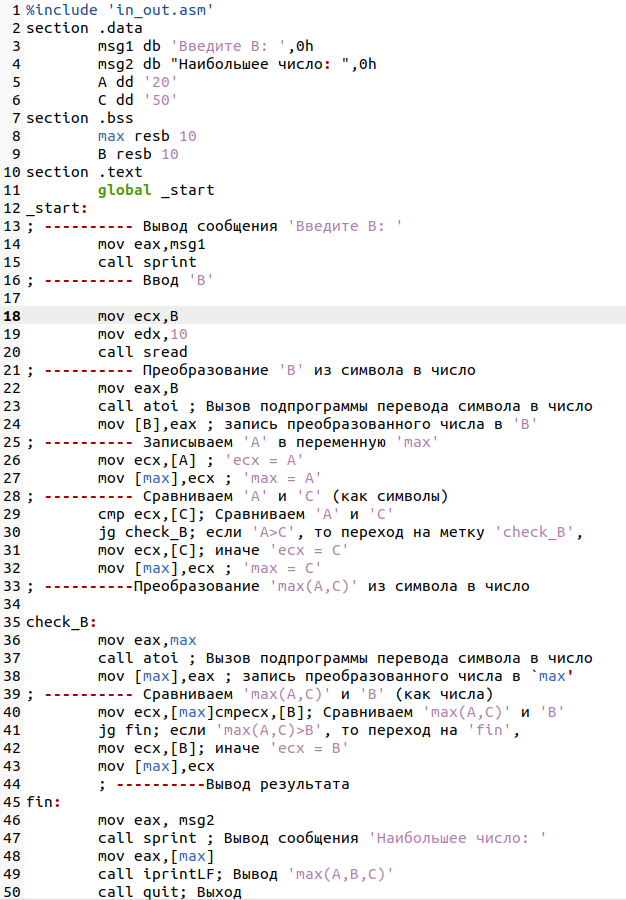 1 %include 'in_out.asm'
2 section .data
3 msg1 db 'Введите B: ',0h
4 msg2 db "Наибольшее число: ",0h
5 A dd '20'
6 C dd '50'
7 section .bss
8 max resb 10
9 B resb 10
10 section .text
11 global _start
12 _start:
13 ; ---------- Вывод сообщения 'Введите B: '
14 mov eax,msg1
15 call sprint
16 ; ---------- Ввод 'B'
17
18 mov ecx,B
19 mov edx,10
20 call sread
21 ; ---------- Преобразование 'B' из символа в число
22 mov eax,B
23 call atoi ; Вызов подпрограммы перевода символа в число
24 mov [B],eax ; запись преобразованного числа в 'B'
25 ; ---------- Записываем 'A' в переменную 'max'
26 mov ecx,[A] ; 'ecx = A'
27 mov [max],ecx ; 'max = A'
28 ; ---------- Сравниваем 'A' и 'C' (как символы)
29 cmp ecx,[C]; Сравниваем 'A' и 'C'
30 jg check_B; если 'A>C', то переход на метку 'check_B',
31 mov ecx,[C]; иначе 'ecx = C'
32 mov [max],ecx ; 'max = C'
33 ; ----------Преобразование 'max(A,C)' из символа в число
34
35 check_B:
36 mov eax,max
37 call atoi ; Вызов подпрограммы перевода символа в число
38 mov [max],eax ; запись преобразованного числа в `max'
39 ; ---------- Сравниваем 'max(A,C)' и 'B' (как числа)
40 mov ecx,[max]cmpecx,[B]; Сравниваем 'max(A,C)' и 'B'
41 jg fin; если 'max(A,C)>B', то переход на 'fin',
42 mov ecx,[B]; иначе 'ecx = B'
43 mov [max],ecx
44 ; ----------Вывод результата
45 fin:
46 mov eax, msg2
47 call sprint ; Вывод сообщения 'Наибольшее число: '
48 mov eax,[max]
49 call iprintLF; Вывод 'max(A,B,C)'
50 call quit; Выход